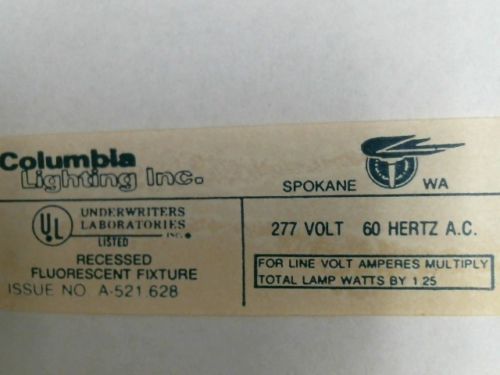 Columbia
Lighting Inc.
SPOKANE WA
UL
UNDERWRITERS
LABORATORIES INC.
LISTED
RECESSED
FLUORESCENT FIXTURE
ISSUE NO. A-521,628
277 VOLT 60 HERTZ A.C.
FOR LINE VOLT AMPERES MULTIPLY
TOTAL LAMP WATTS BY 1 25